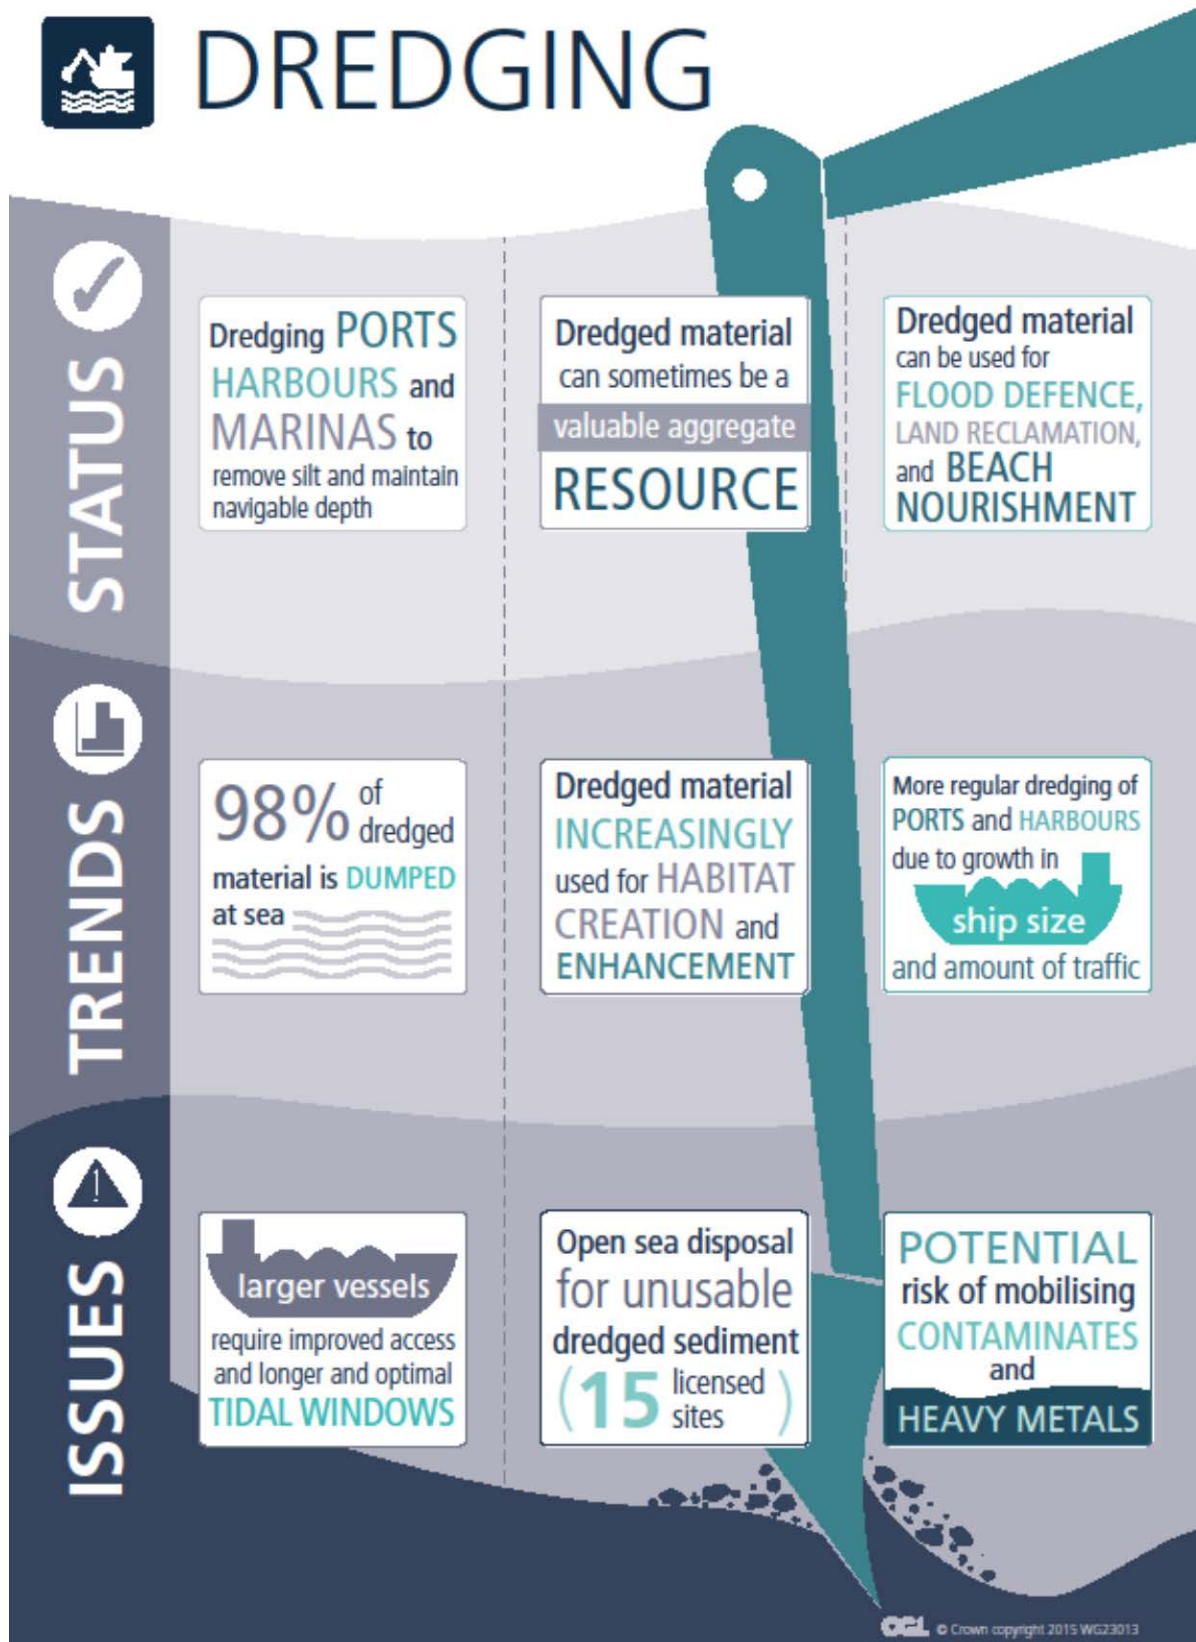 DREDGING
STATUS
Dredging PORTS
HARBOURS and
MARINAS to
remove silt and maintain
navigable depth
Dredged material
can sometimes be a
valuable aggregate
RESOURCE
Dredged material
can be used for
FLOOD DEFENCE,
LAND RECLAMATION,
and BEACH
NOURISHMENT
TRENDS
98% of
dredged
material is DUMPED
at sea
Dredged material
INCREASINGLY
used for HABITAT
CREATION and
ENHANCEMENT
More regular dredging of
PORTS and HARBOURS
due to growth in
ship size
and amount of traffic
ISSUES
larger vessels
require improved access
and longer and optimal
TIDAL WINDOWS
Open sea disposal
for unusable
dredged sediment
(15 licensed
sites)
POTENTIAL
risk of mobilising
CONTAMINATES
and
HEAVY METALS
OGL © Crown copyright 2015 WG23013